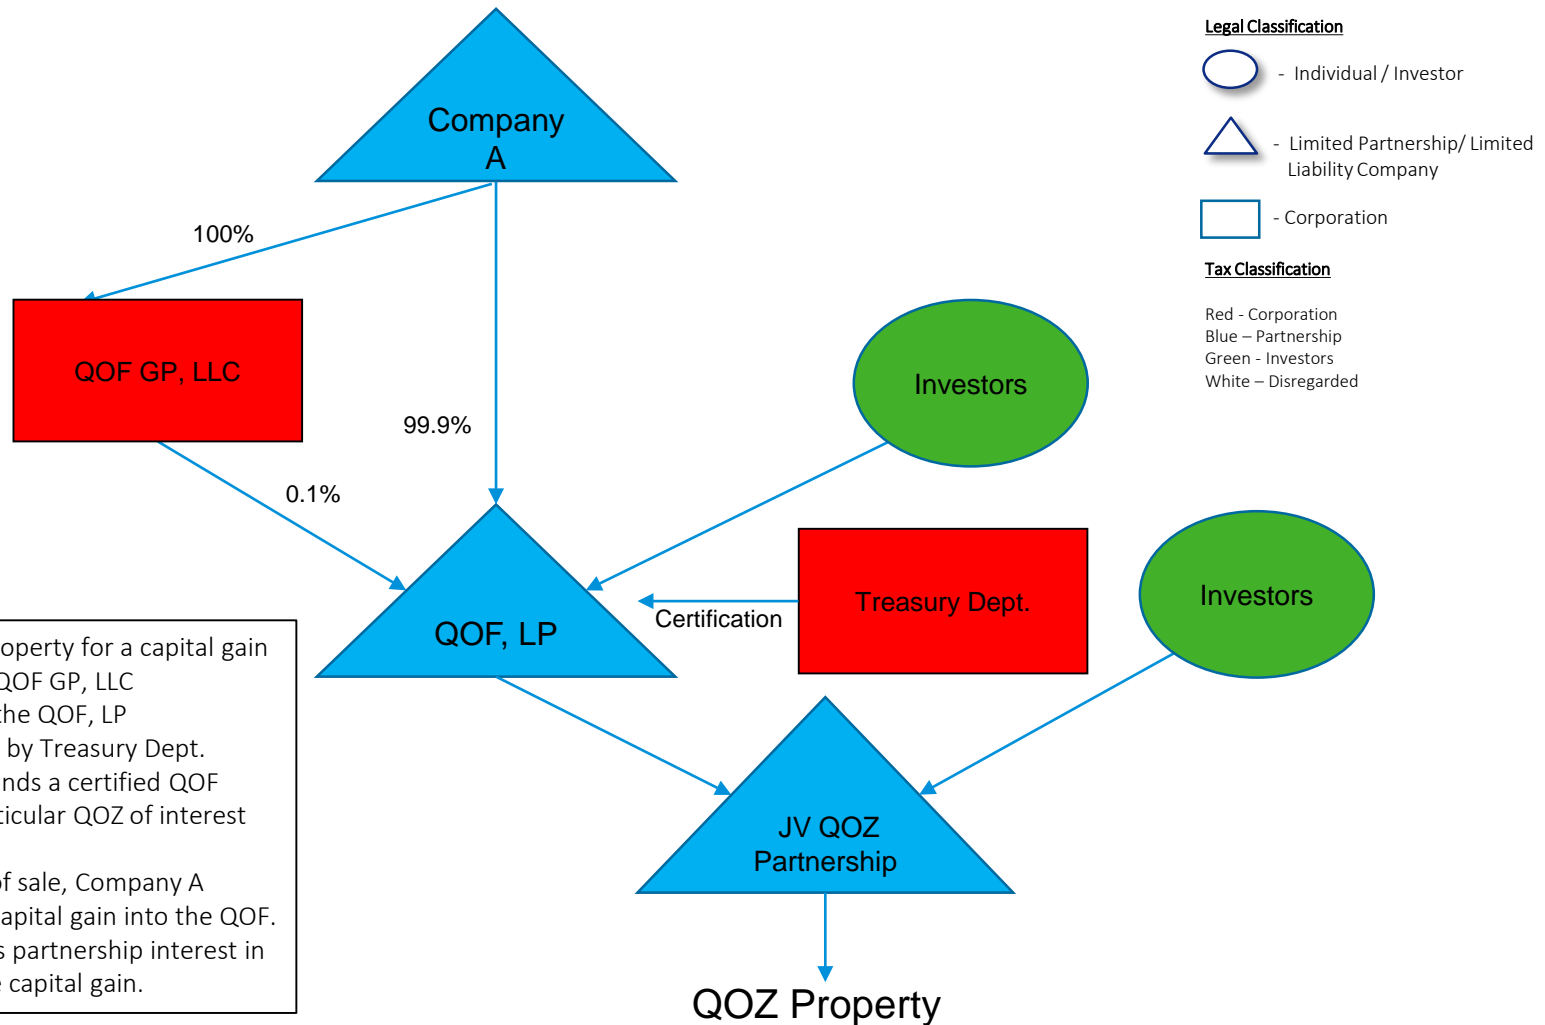 Company
A
100%
QOF GP, LLC
99.9%
0.1%
Investors
QOF, LP
Certification
Treasury Dept.
Investors
JV QOZ
Partnership
QOZ Property
operty for a capital gain
QOF GP, LLC
the QOF, LP
by Treasury Dept.
nds a certified QOF
ticular QOZ of interest
of sale, Company A
capital gain into the QOF.
s partnership interest in
e capital gain.
Legal Classification
- Individual / Investor
- Limited Partnership/ Limited
Liability Company
- Corporation
Tax Classification
Red - Corporation
Blue – Partnership
Green - Investors
White – Disregarded